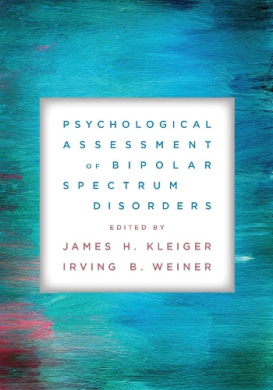 PSYCHOLOGICAL
ASSESSMENT
OF BIPOLAR
SPECTRUM
DISORDERS
EDITED BY
JAMES H. KLEIGER
IRVING B. WEINER